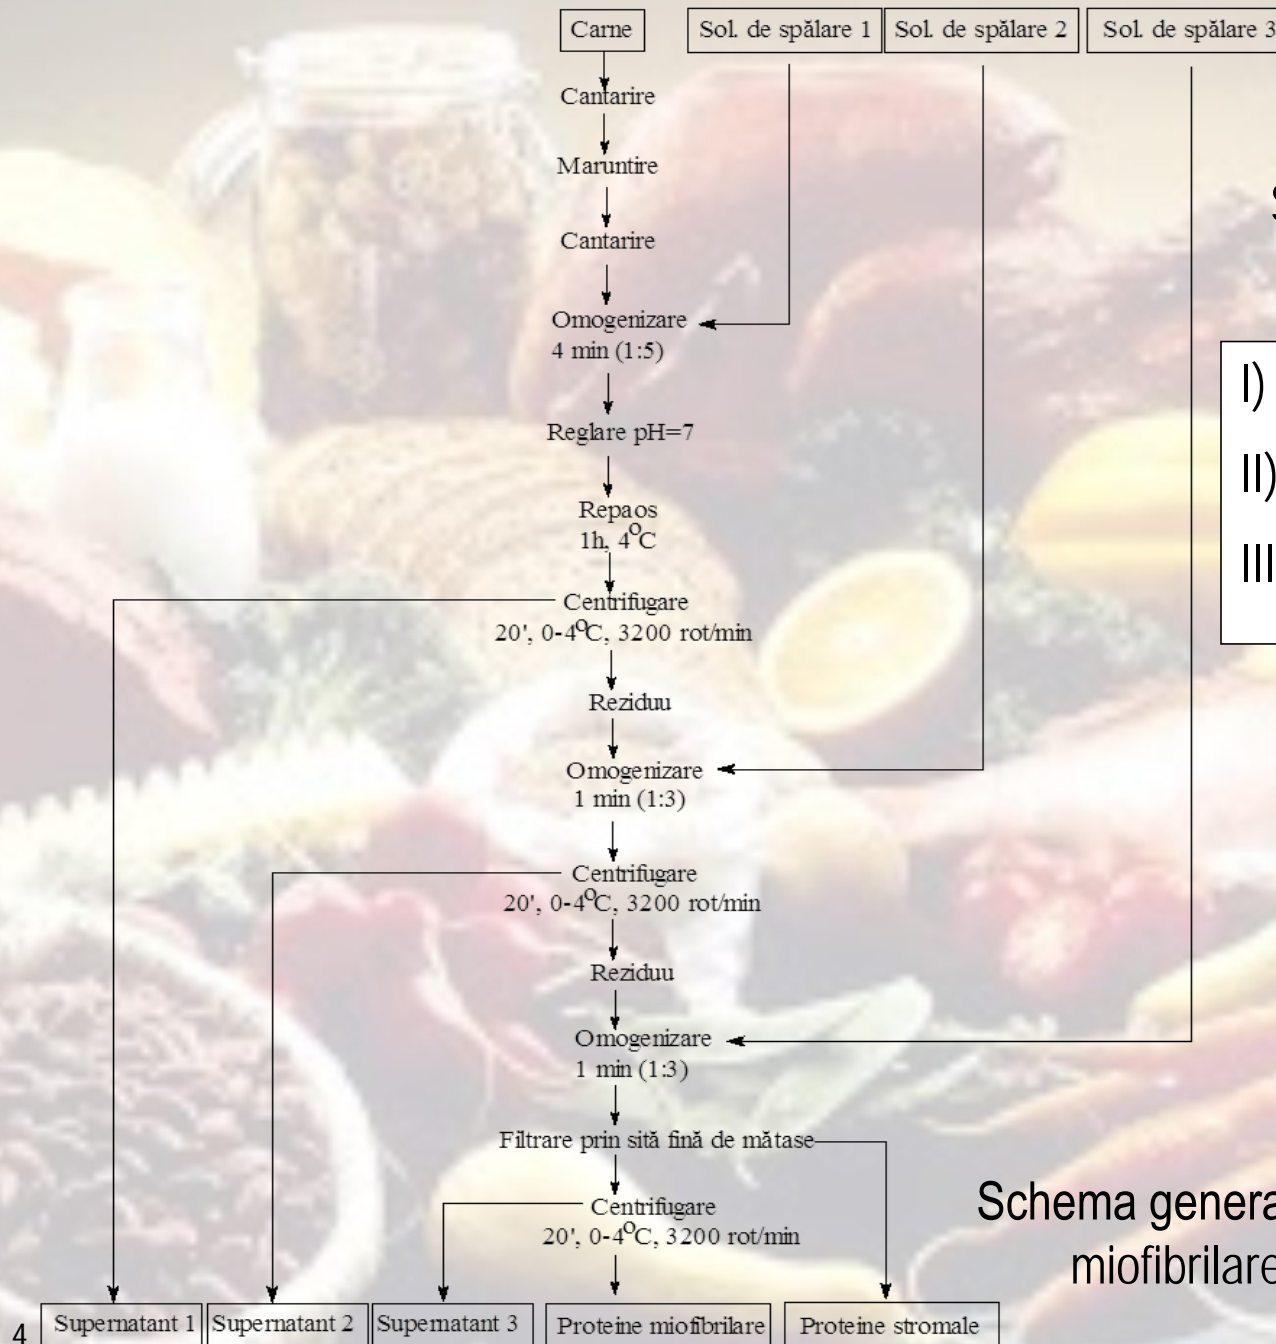 Carne
Sol. de spălare 1
Sol. de spălare 2
Sol. de spălare 3
Cantarire
Maruntire
Cantarire
Omogenizare
4 min (1:5)
Reglare pH=7
Repaos
1h, 4°C
Centrifugare
20', 0-4°C, 3200 rot/min
Reziduu
Omogenizare
1 min (1:3)
Centrifugare
20', 0-4°C, 3200 rot/min
Reziduu
Omogenizare
1 min (1:3)
Filtrare prin sită fină de mătase
Centrifugare
20', 0-4°C, 3200 rot/min
Supernatant 1
Supernatant 2
Supernatant 3
Proteine miofibrilare
Proteine stromale
I)
II)
III
Schema genera
miofibrilare
4